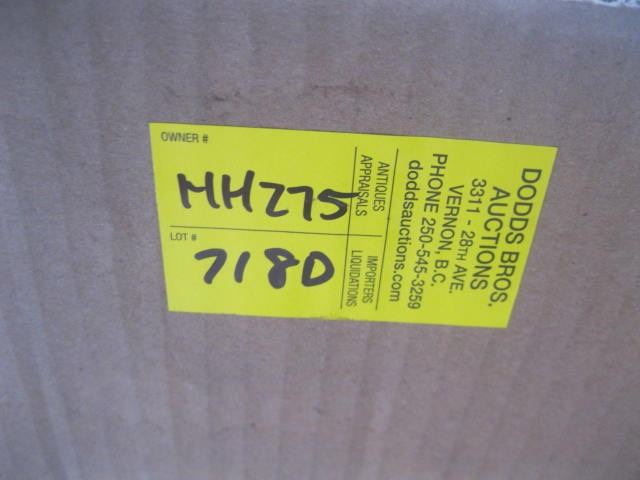 OWNER #
MH275
LOT #
7180
ANTIQUES
APPRAISALS
IMPORTERS
LIQUIDATIONS
DODDS BROS.
AUCTIONS
3311 - 28TH AVE.
VERNON, B.C.
PHONE 250-545-3259
doddsauctions.com